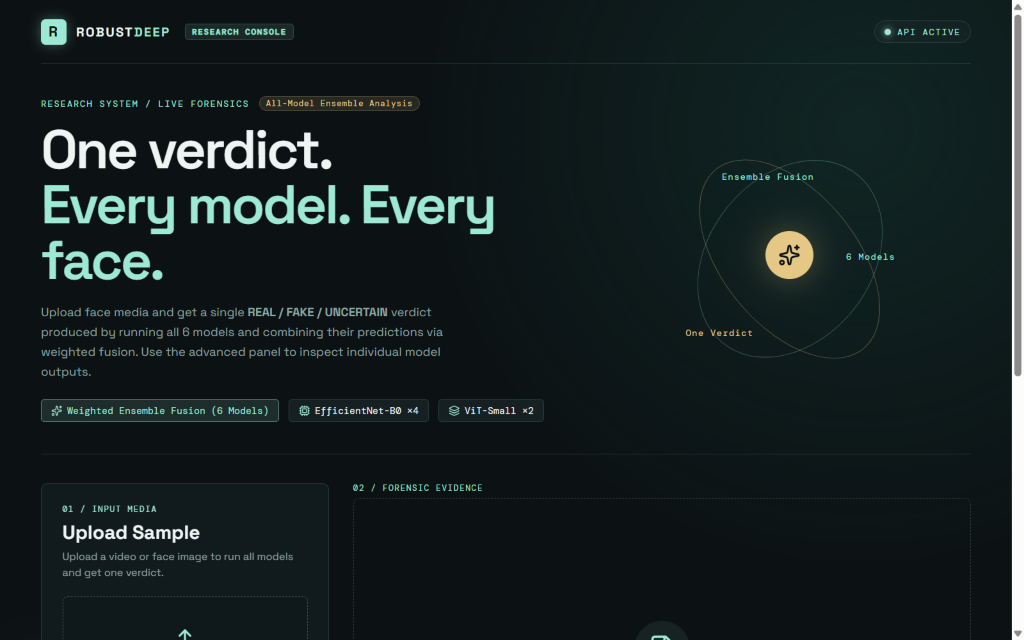 R ROBUSTDEEP RESEARCH CONSOLE API ACTIVE
RESEARCH SYSTEM / LIVE FORENSICS All-Model Ensemble Analysis
One verdict.
Every model. Every
face.
Upload face media and get a single REAL / FAKE / UNCERTAIN verdict
produced by running all 6 models and combining their predictions via
weighted fusion. Use the advanced panel to inspect individual model
outputs.
Weighted Ensemble Fusion (6 Models) EfficientNet-B0 ×4 ViT-Small ×2
Ensemble Fusion
6 Models
One Verdict
01 / INPUT MEDIA
Upload Sample
Upload a video or face image to run all models
and get one verdict.
02 / FORENSIC EVIDENCE